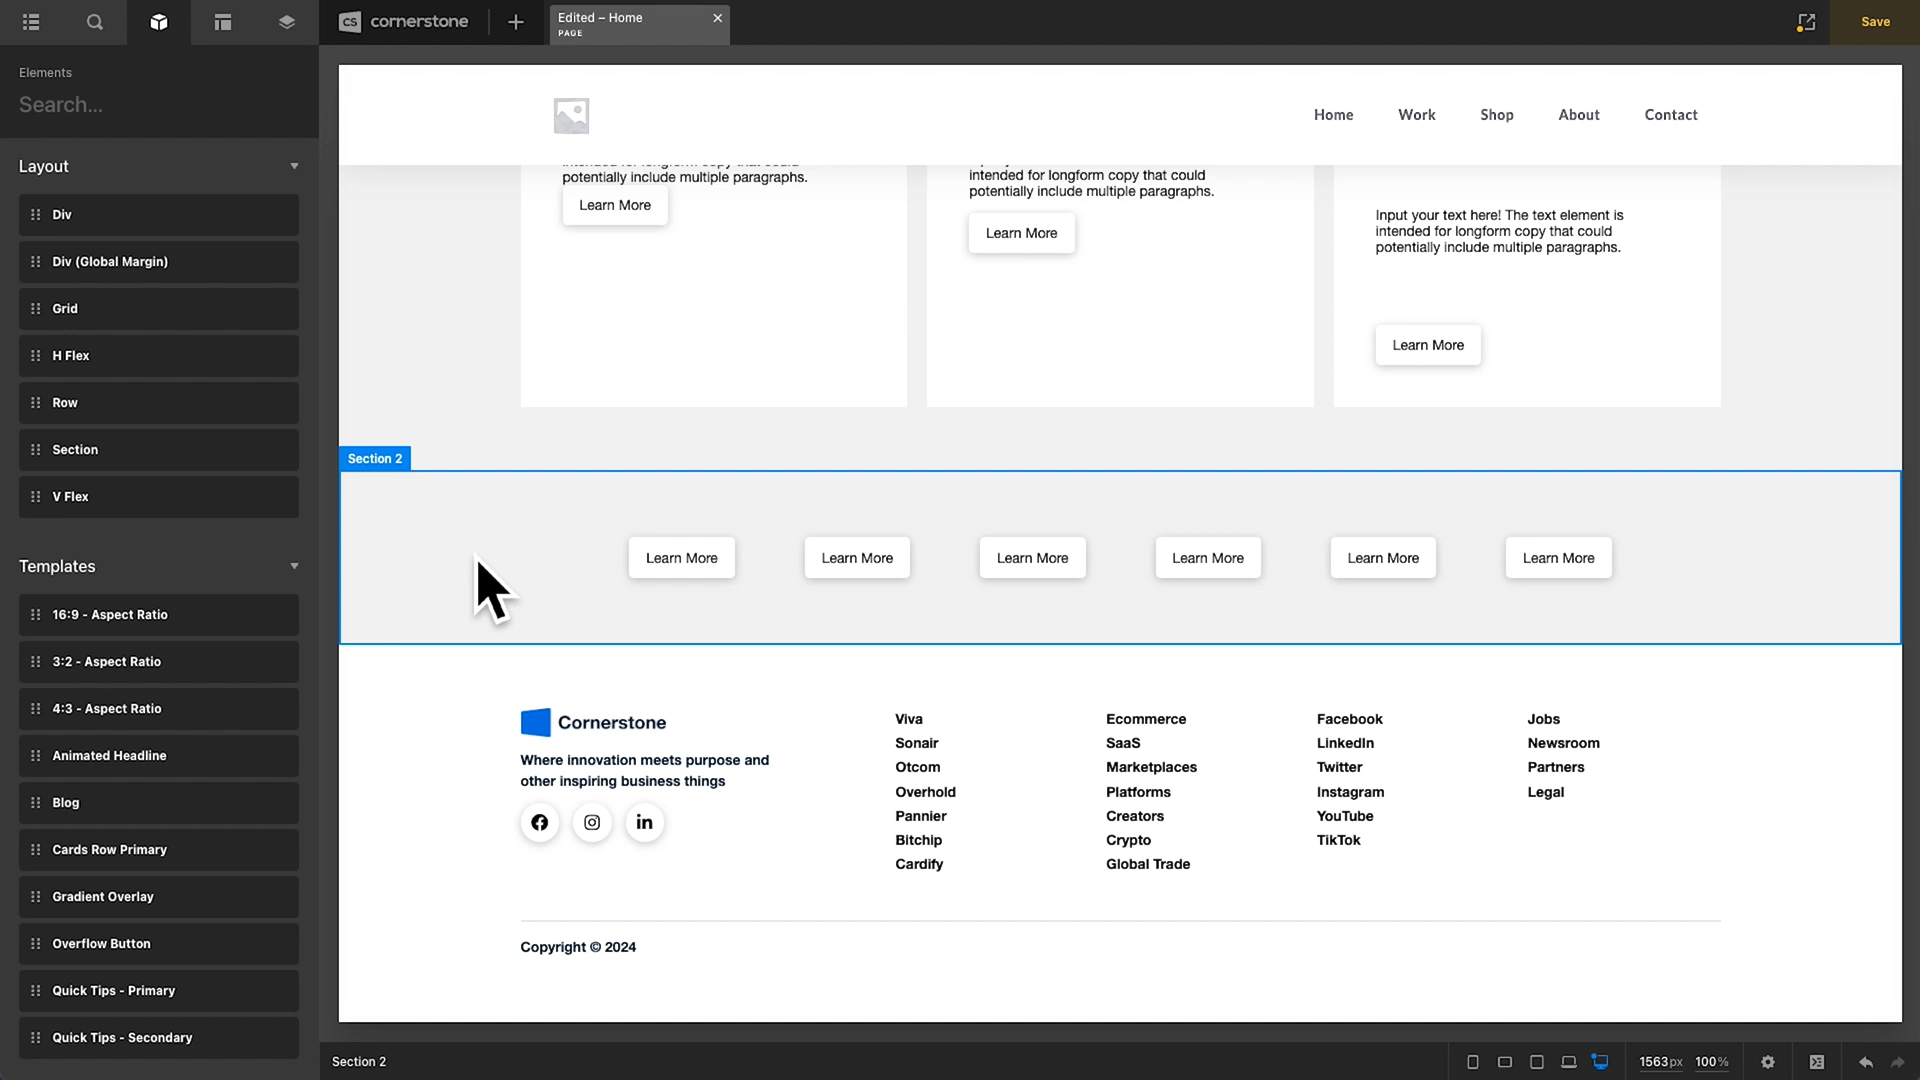 CS cornerstone
Edited – Home
PAGE
Save
Elements
Search...
Layout
Div
Div (Global Margin)
Grid
H Flex
Row
Section
V Flex
Templates
16:9 - Aspect Ratio
3:2 - Aspect Ratio
4:3 - Aspect Ratio
Animated Headline
Blog
Cards Row Primary
Gradient Overlay
Overflow Button
Quick Tips - Primary
Quick Tips - Secondary
Home Work Shop About Contact
intended for longform copy that could
potentially include multiple paragraphs.
Learn More
intended for longform copy that could
potentially include multiple paragraphs.
Learn More
Input your text here! The text element is
intended for longform copy that could
potentially include multiple paragraphs.
Learn More
Section 2
Learn More Learn More Learn More Learn More Learn More Learn More
Cornerstone
Where innovation meets purpose and
other inspiring business things
Viva
Sonair
Otcom
Overhold
Pannier
Bitchip
Cardify
Ecommerce
SaaS
Marketplaces
Platforms
Creators
Crypto
Global Trade
Facebook
LinkedIn
Twitter
Instagram
YouTube
TikTok
Jobs
Newsroom
Partners
Legal
Copyright © 2024
Section 2
1563px 100%